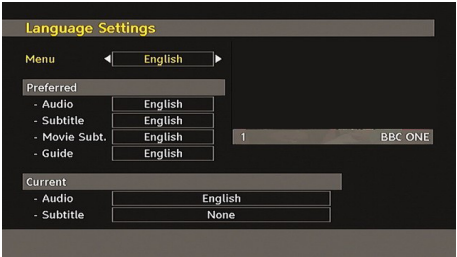 Language Settings
Menu English
Preferred
- Audio English
- Subtitle English
- Movie Subt. English
- Guide English
1 BBC ONE
Current
- Audio English
- Subtitle None